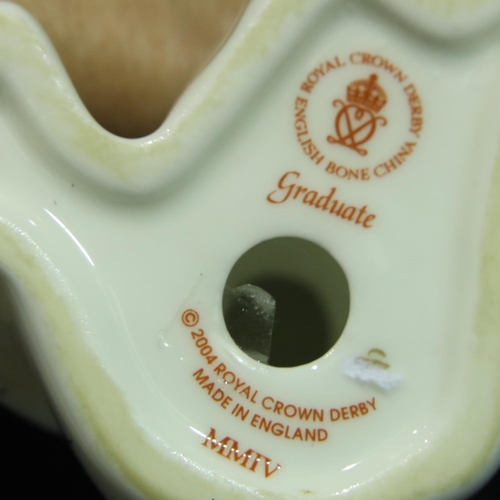 ROYAL CROWN DERBY
ENGLISH BONE CHINA
Graduate
© 2004 ROYAL CROWN DERBY
MADE IN ENGLAND
MMIV